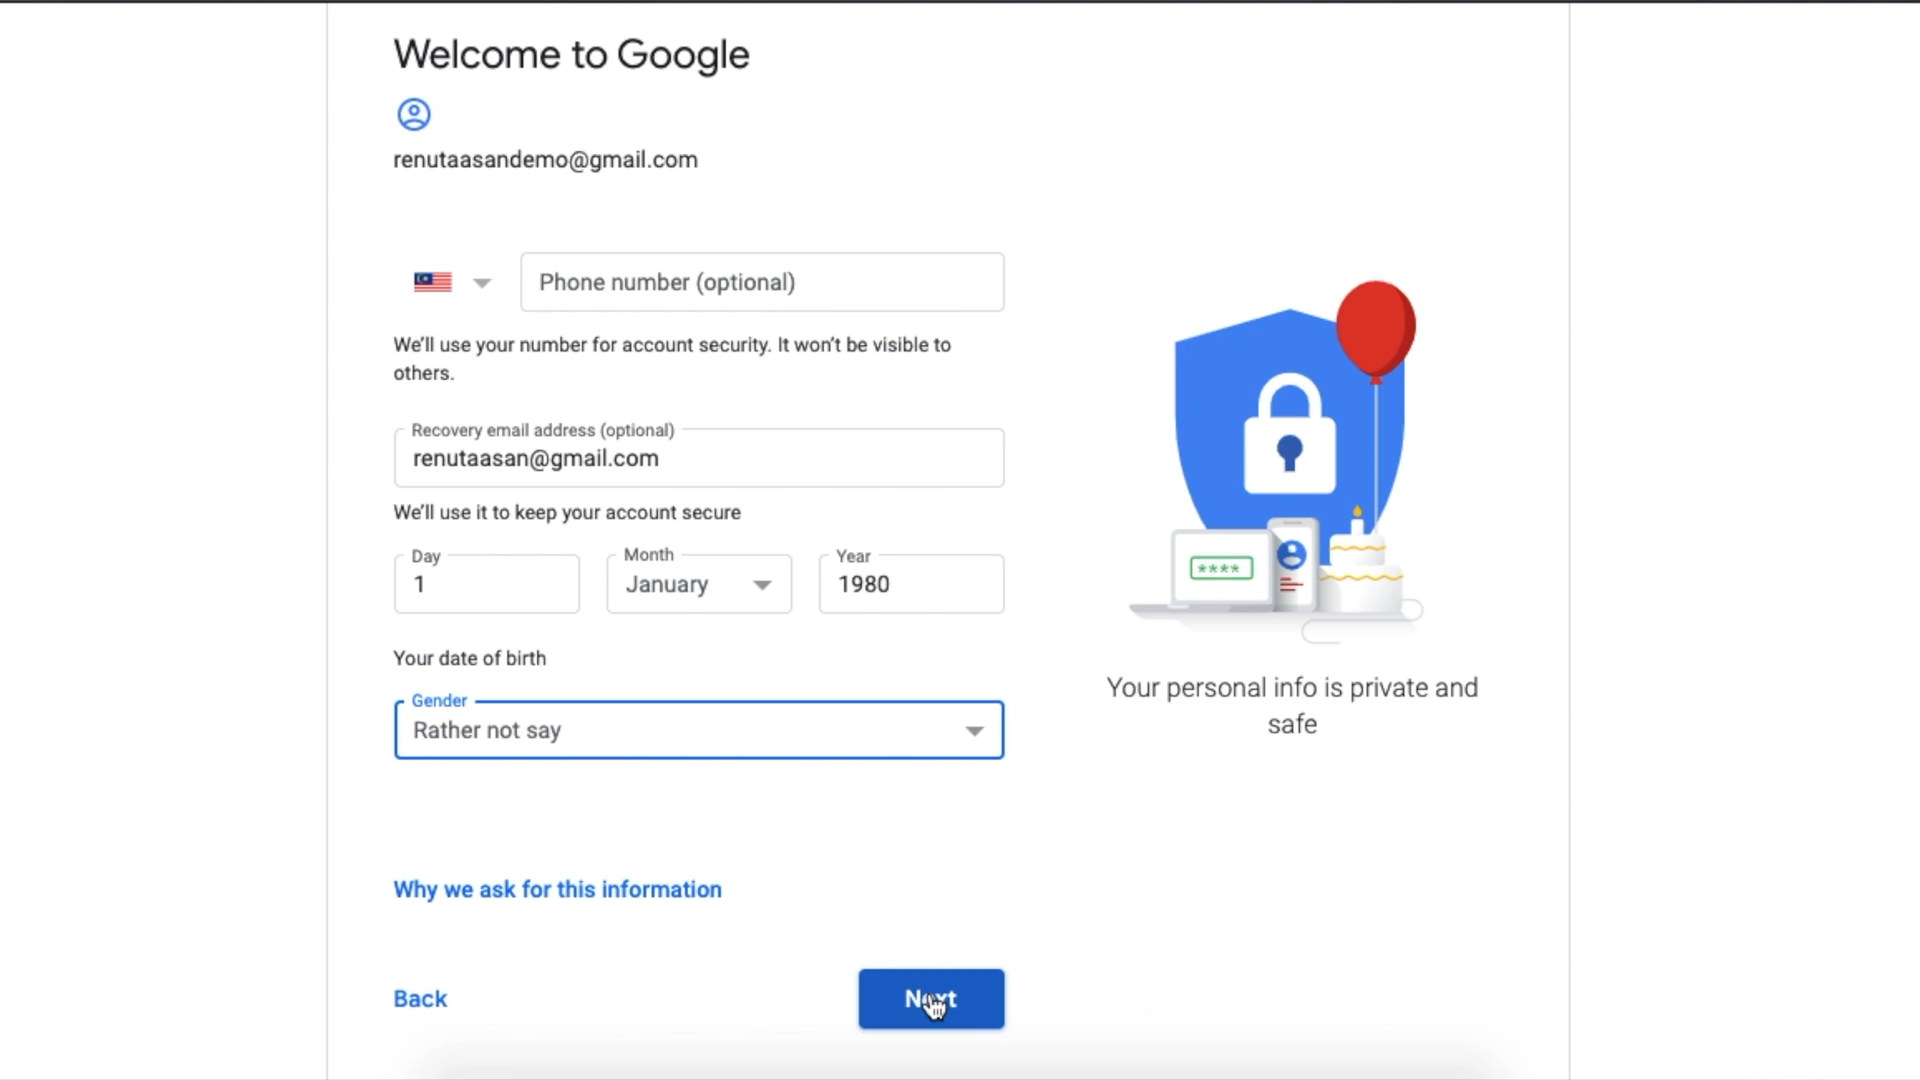 Welcome to Google
renutaasandemo@gmail.com
Phone number (optional)
We'll use your number for account security. It won't be visible to
others.
Recovery email address (optional)
renutaasan@gmail.com
We'll use it to keep your account secure
Day Month Year
1 January 1980
Your date of birth
Gender
Rather not say
****
Your personal info is private and
safe
Why we ask for this information
Back Next